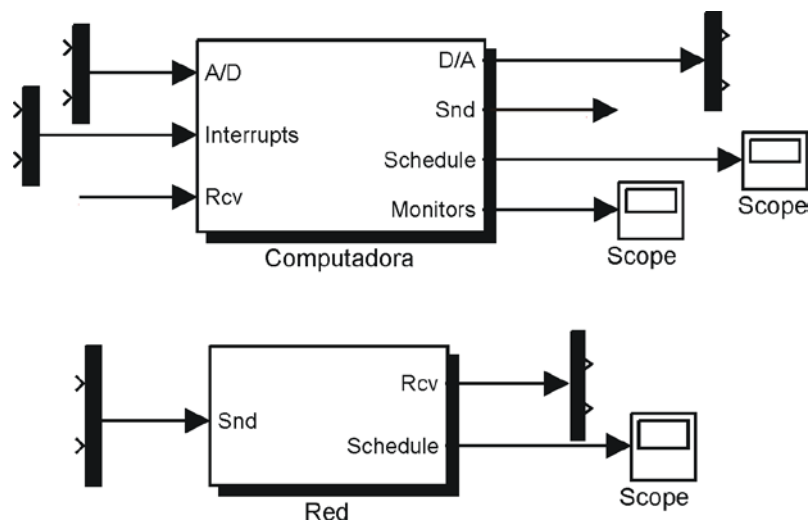 A/D
Interrupts
Rcv
D/A
Snd
Schedule
Monitors
Computadora
Scope
Scope
Snd
Rcv
Schedule
Red
Scope